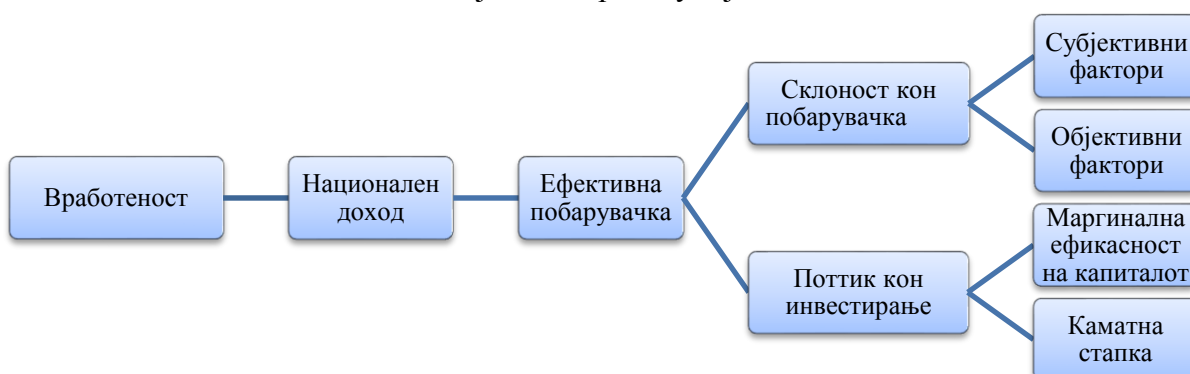 Вработеност
Национален
доход
Ефективна
побарувачка
Склоност кон
побарувачка
Поттик кон
инвестирање
Субјективни
фактори
Објективни
фактори
Маргинална
ефикасност
на капиталот
Каматна
стапка